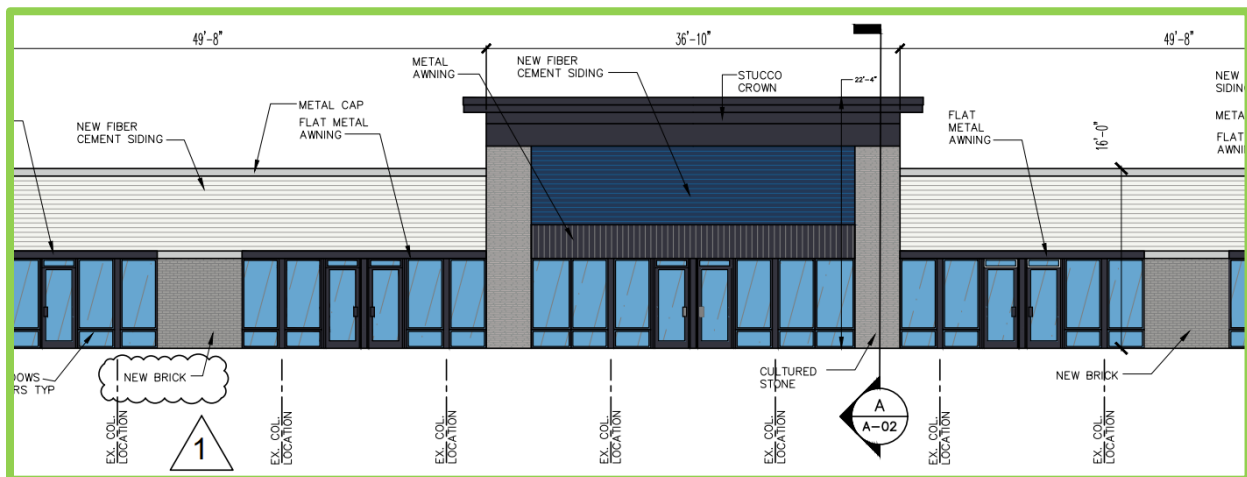 49'-8"
36'-10"
49'-8"
METAL
AWNING
NEW FIBER
CEMENT SIDING
STUCCO
CROWN
22'-4"
NEW
SIDIN
META
FLAT
AWNI
METAL CAP
FLAT METAL
AWNING
NEW FIBER
CEMENT SIDING
FLAT
METAL
AWNING
16'-0"
DOWS
RS TYP
NEW BRICK
CULTURED
STONE
NEW BRICK
A
A-02
1
EX. COL.
LOCATION
EX. COL.
LOCATION
EX. COL.
LOCATION
EX. COL.
LOCATION
EX. COL.
LOCATION
EX. COL.
LOCATION
EX. COL.
LOCATION